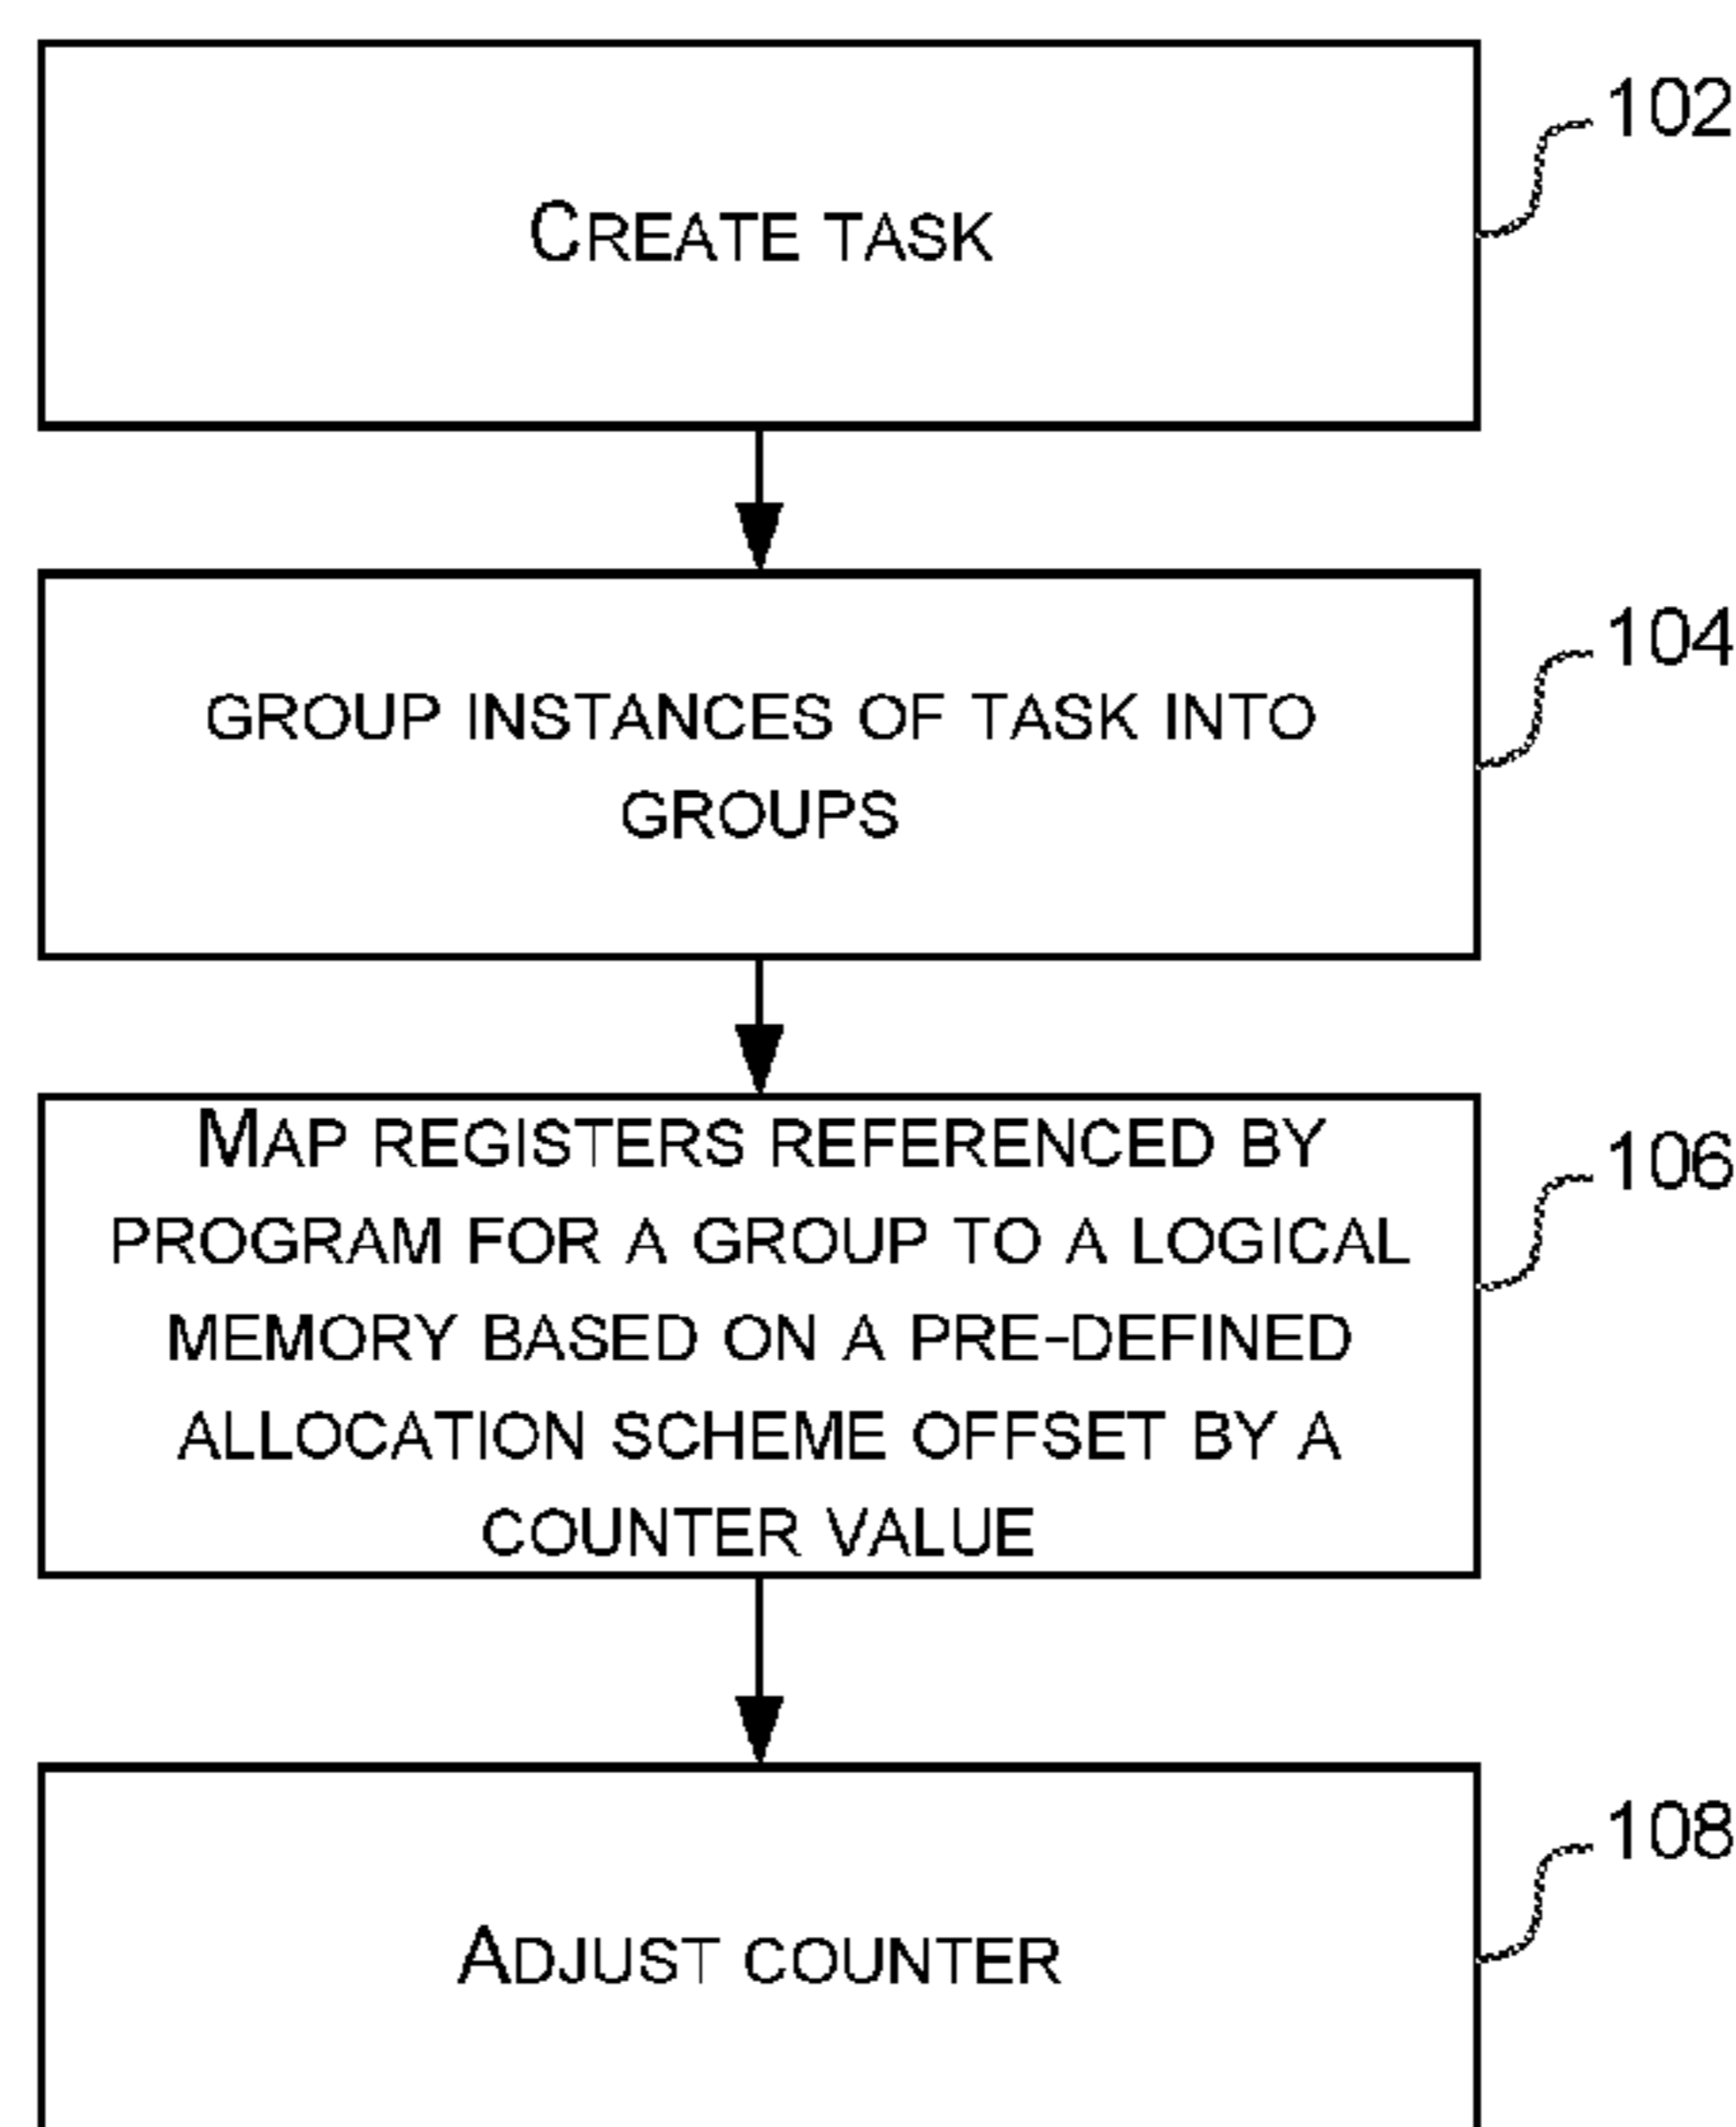 102
CREATE TASK
104
GROUP INSTANCES OF TASK INTO
GROUPS
106
MAP REGISTERS REFERENCED BY
PROGRAM FOR A GROUP TO A LOGICAL
MEMORY BASED ON A PRE-DEFINED
ALLOCATION SCHEME OFFSET BY A
COUNTER VALUE
108
ADJUST COUNTER